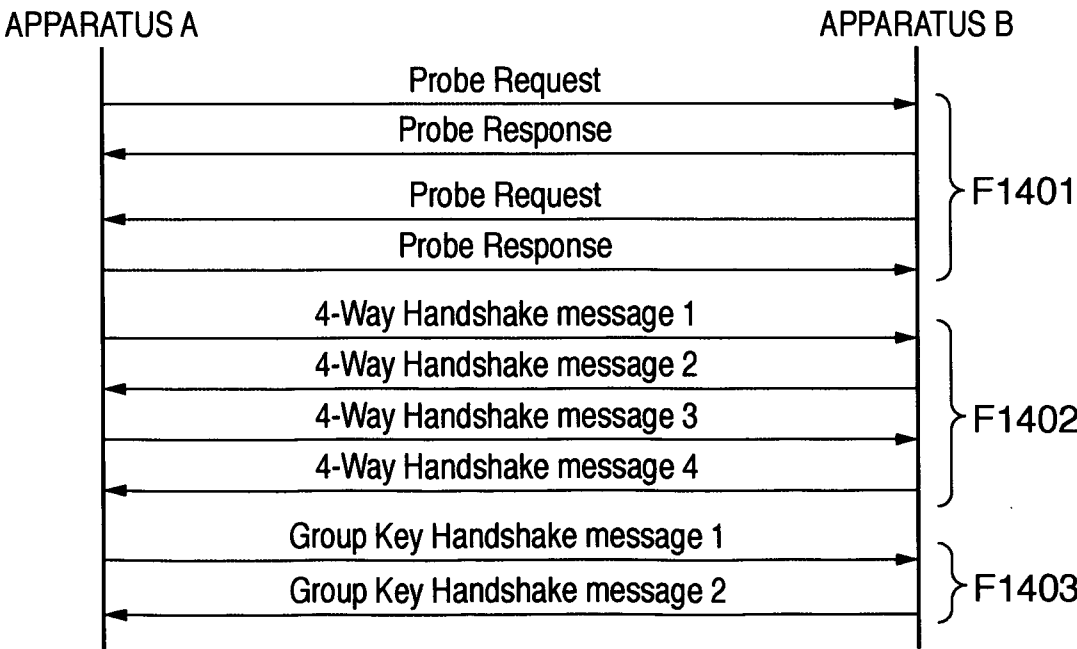 APPARATUS A
APPARATUS B
Probe Request
Probe Response
Probe Request
Probe Response
F1401
4-Way Handshake message 1
4-Way Handshake message 2
4-Way Handshake message 3
4-Way Handshake message 4
F1402
Group Key Handshake message 1
Group Key Handshake message 2
F1403